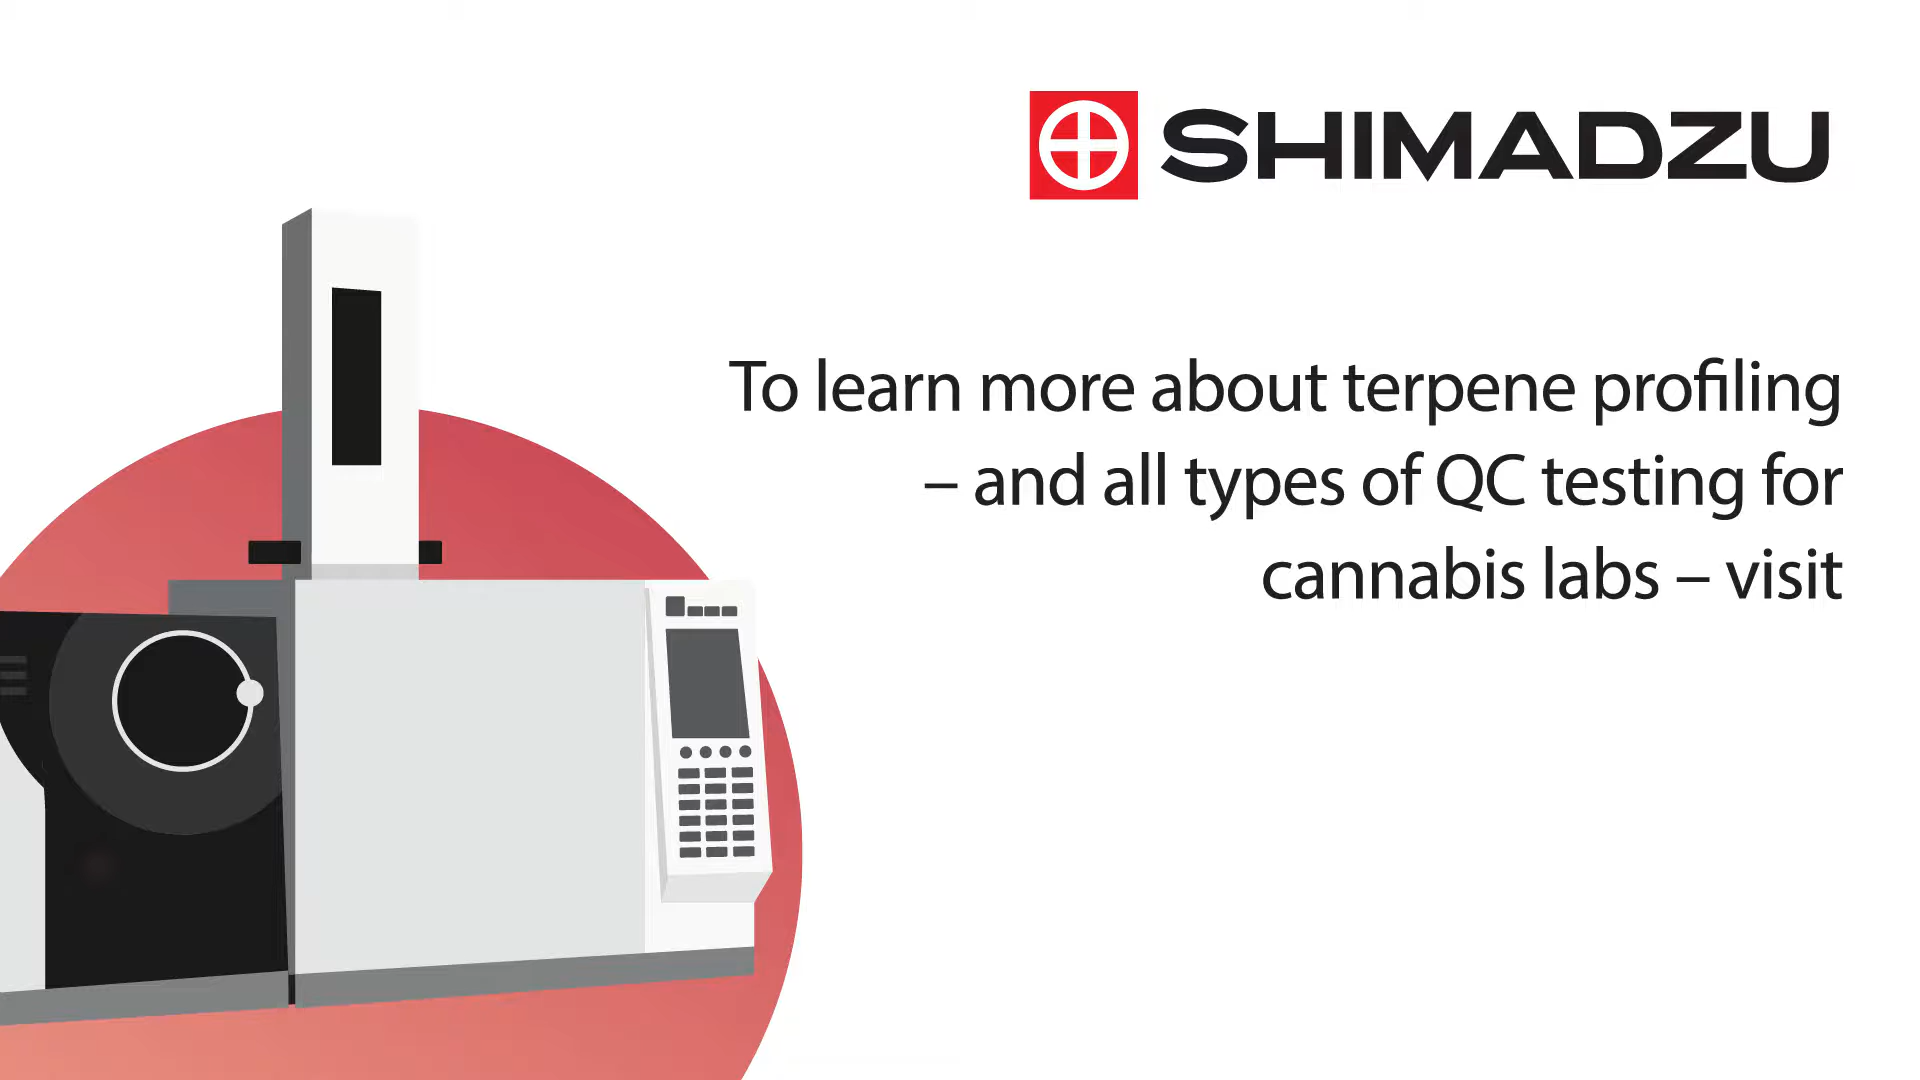 SHIMADZU
To learn more about terpene profiling
– and all types of QC testing for
cannabis labs – visit